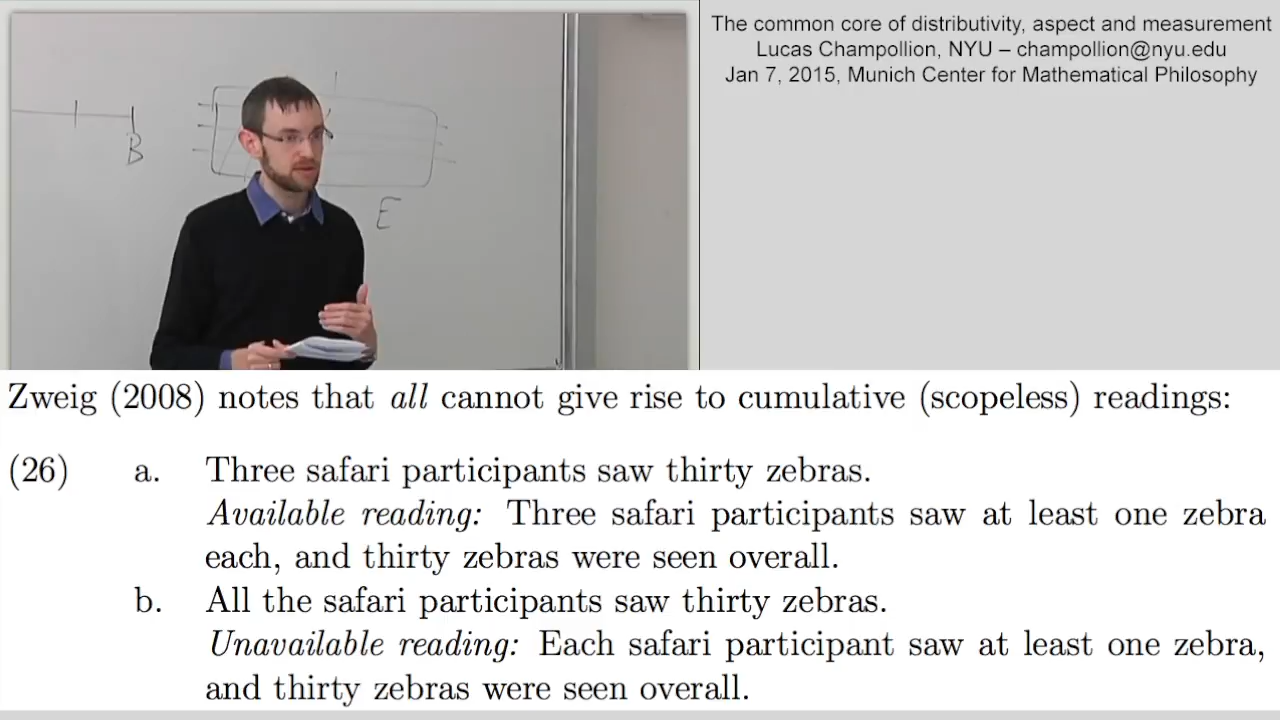 The common core of distributivity, aspect and measurement
Lucas Champollion, NYU – champollion@nyu.edu
Jan 7, 2015, Munich Center for Mathematical Philosophy
B
E
Zweig (2008) notes that all cannot give rise to cumulative (scopeless) readings:
(26) a. Three safari participants saw thirty zebras.
Available reading: Three safari participants saw at least one zebra
each, and thirty zebras were seen overall.
b. All the safari participants saw thirty zebras.
Unavailable reading: Each safari participant saw at least one zebra,
and thirty zebras were seen overall.